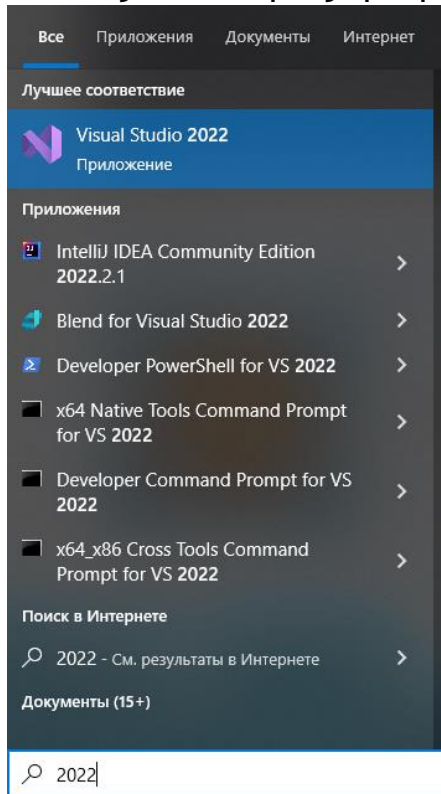 Все Приложения Документы Интернет
Лучшее соответствие
Visual Studio 2022
Приложение
Приложения
IntelliJ IDEA Community Edition
2022.2.1
Blend for Visual Studio 2022
Developer PowerShell for VS 2022
x64 Native Tools Command Prompt
for VS 2022
Developer Command Prompt for VS
2022
x64_x86 Cross Tools Command
Prompt for VS 2022
Поиск в Интернете
2022 - См. результаты в Интернете
Документы (15+)
2022